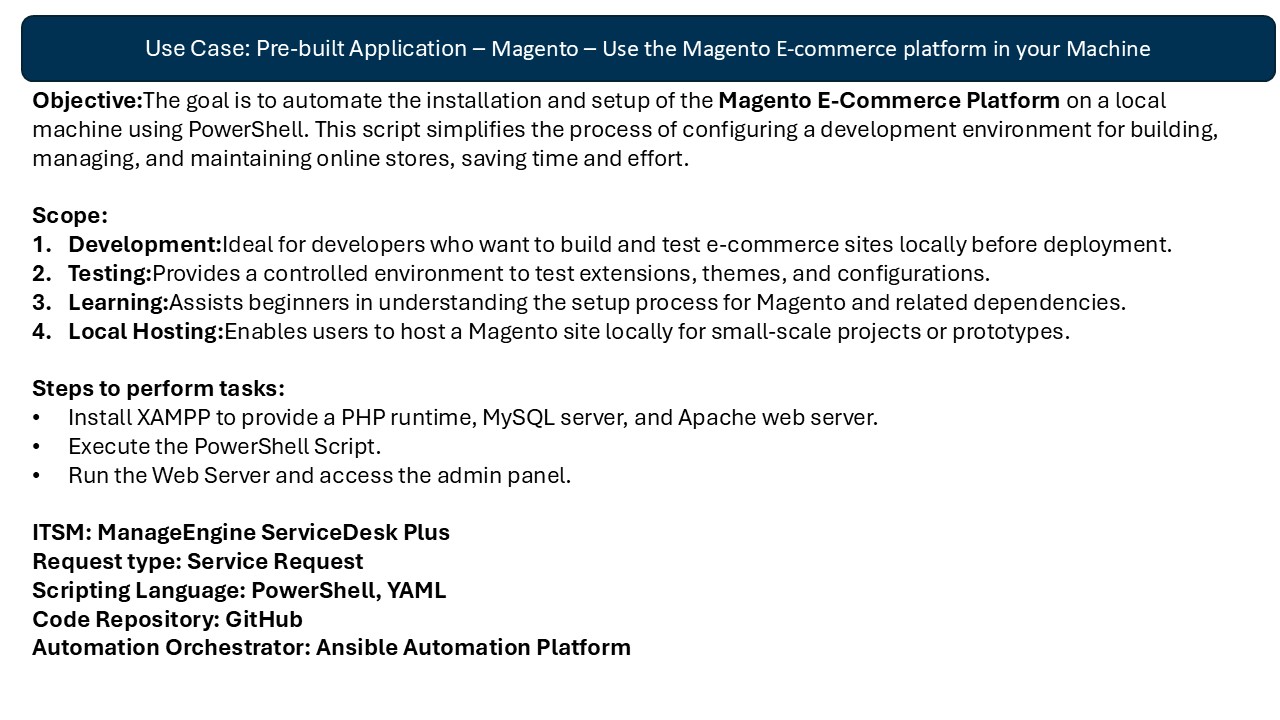 Use Case: Pre-built Application – Magento – Use the Magento E-commerce platform in your Machine
Objective:The goal is to automate the installation and setup of the Magento E-Commerce Platform on a local
machine using PowerShell. This script simplifies the process of configuring a development environment for building,
managing, and maintaining online stores, saving time and effort.
Scope:
1. Development:Ideal for developers who want to build and test e-commerce sites locally before deployment.
2. Testing:Provides a controlled environment to test extensions, themes, and configurations.
3. Learning:Assists beginners in understanding the setup process for Magento and related dependencies.
4. Local Hosting:Enables users to host a Magento site locally for small-scale projects or prototypes.
Steps to perform tasks:
• Install XAMPP to provide a PHP runtime, MySQL server, and Apache web server.
• Execute the PowerShell Script.
• Run the Web Server and access the admin panel.
ITSM: ManageEngine ServiceDesk Plus
Request type: Service Request
Scripting Language: PowerShell, YAML
Code Repository: GitHub
Automation Orchestrator: Ansible Automation Platform